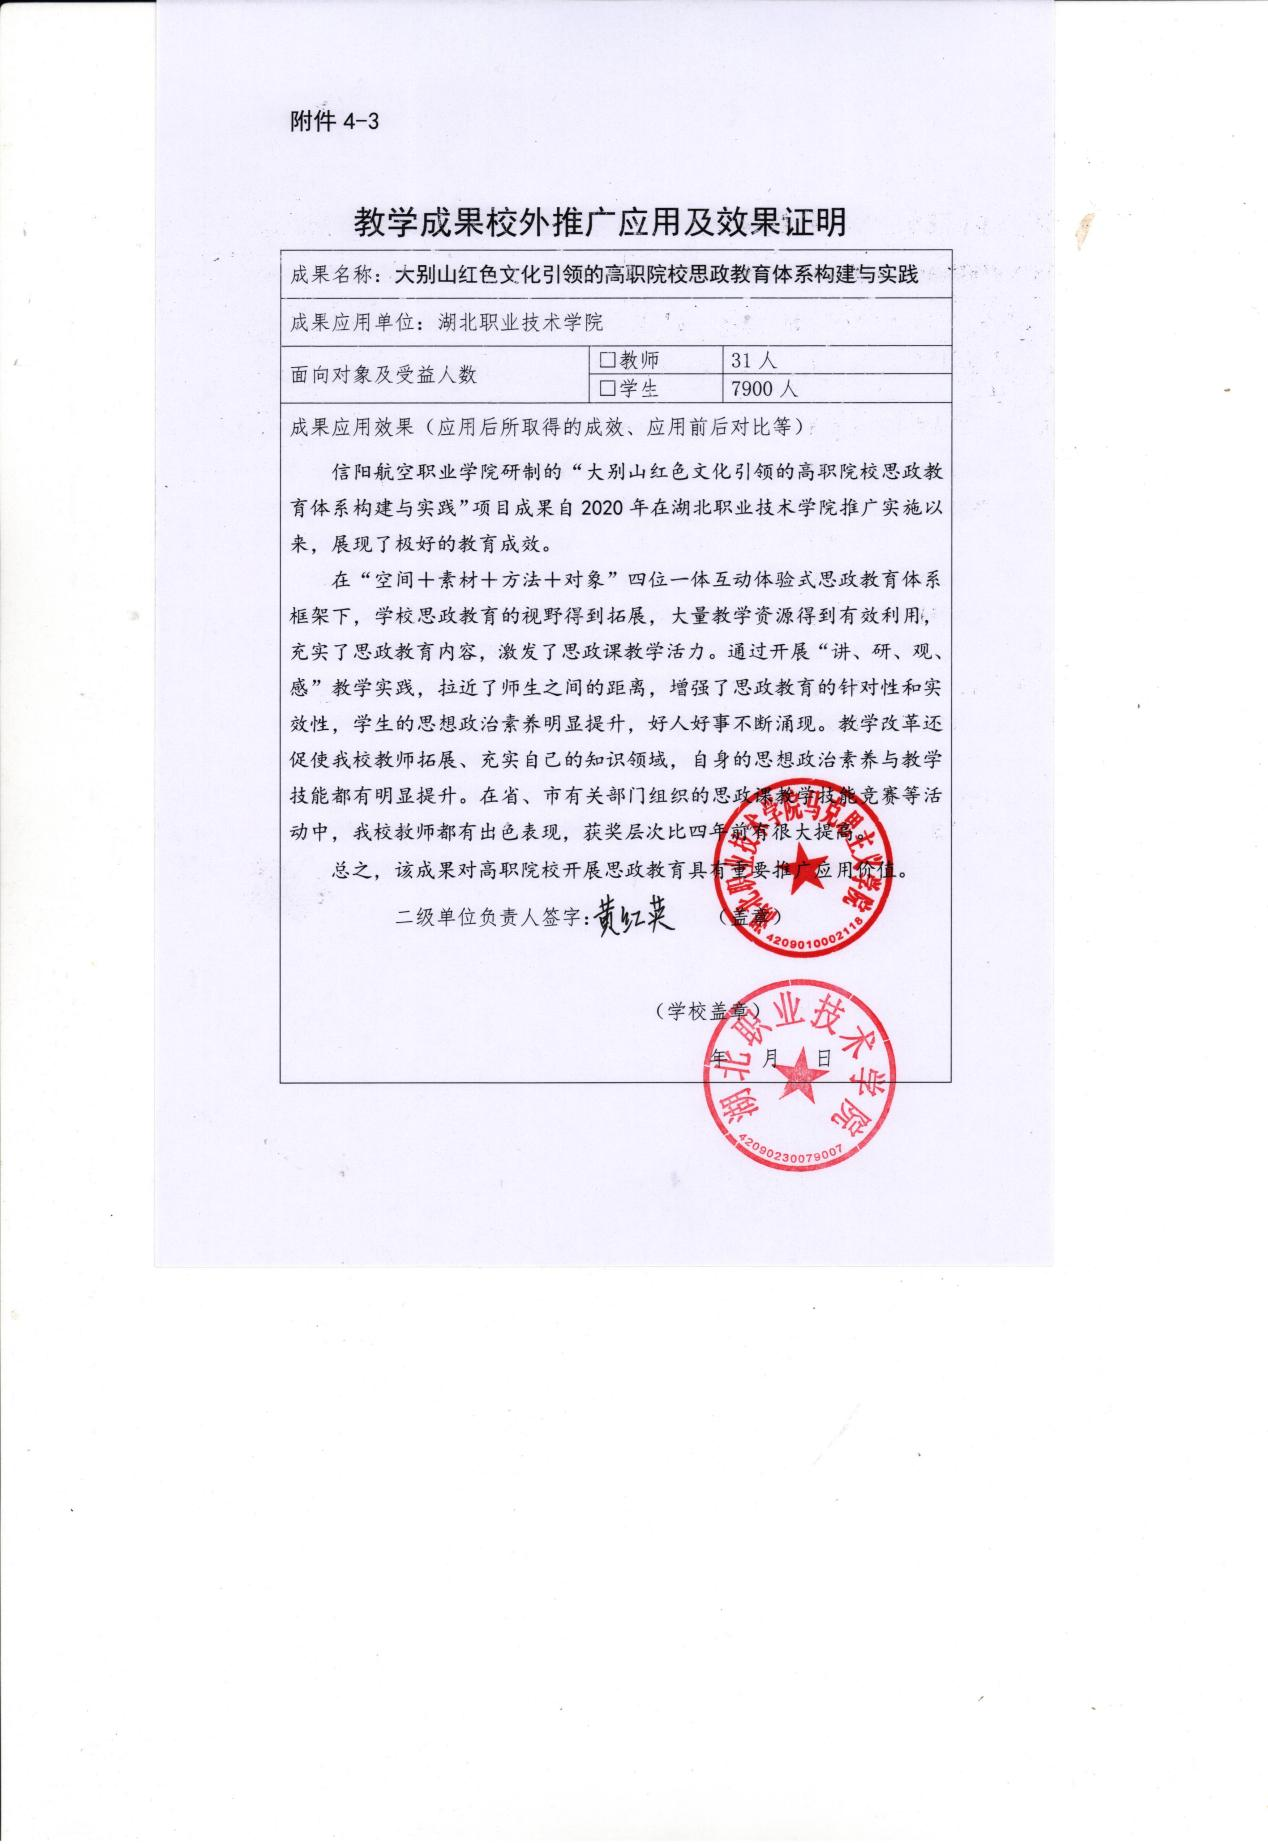 附件 4-3
教学成果校外推广应用及效果证明
成果名称：大别山红色文化引领的高职院校思政教育体系构建与实践
成果应用单位：湖北职业技术学院
面向对象及受益人数
□教师 31 人
□学生 7900 人
成果应用效果（应用后所取得的成效、应用前后对比等）
信阳航空职业学院研制的“大别山红色文化引领的高职院校思政教
育体系构建与实践”项目成果自 2020 年在湖北职业技术学院推广实施以
来，展现了极好的教育成效。
在“空间＋素材＋方法＋对象”四位一体互动体验式思政教育体系
框架下，学校思政教育的视野得到拓展，大量教学资源得到有效利用，
充实了思政教育内容，激发了思政课教学活力。通过开展“讲、研、观、
感”教学实践，拉近了师生之间的距离，增强了思政教育的针对性和实
效性，学生的思想政治素养明显提升，好人好事不断涌现。教学改革还
促使我校教师拓展、充实自己的知识领域，自身的思想政治素养与教学
技能都有明显提升。在省、市有关部门组织的思政课教学技能竞赛等活
动中，我校教师都有出色表现，获奖层次比四年前有很大提高。
总之，该成果对高职院校开展思政教育具有重要推广应用价值。
二级单位负责人签字：黄红英 （盖章）
湖北职业技术学院马克思主义学院
4209010002118
（学校盖章）
年 月 日
湖北职业技术学院
42090230079007